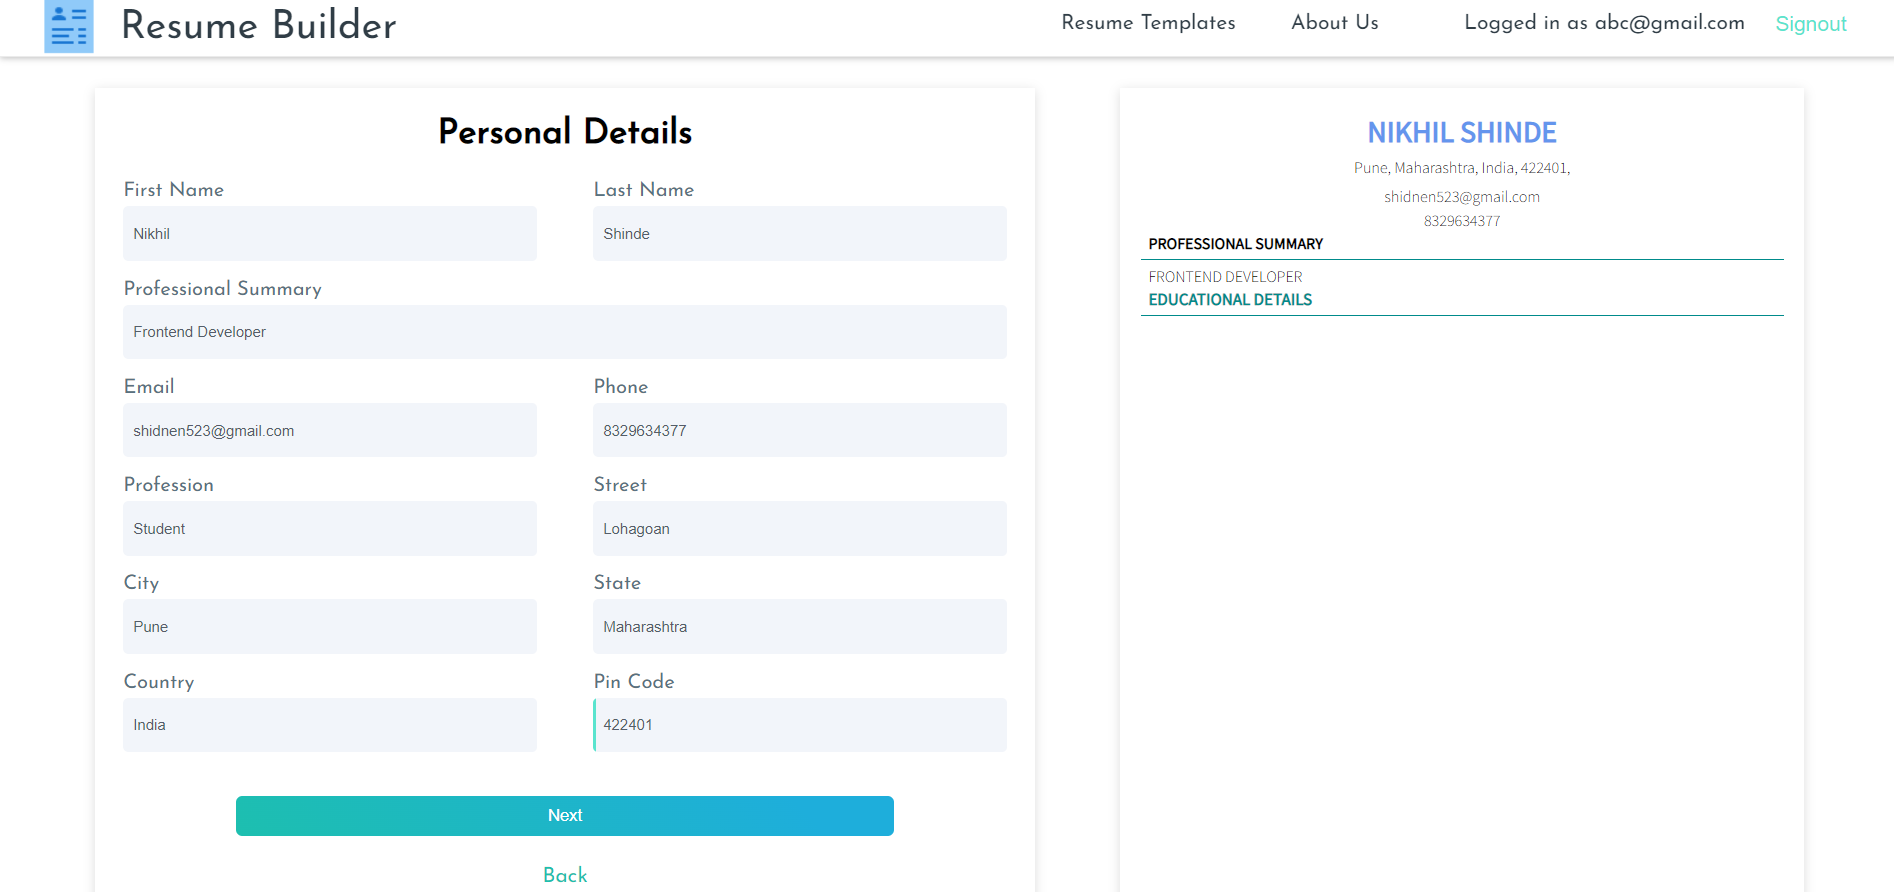 Resume Builder
Resume Templates
About Us
Logged in as abc@gmail.com
Signout
Personal Details
First Name
Last Name
Nikhil
Shinde
Professional Summary
Frontend Developer
Email
Phone
shidnen523@gmail.com
8329634377
Profession
Street
Student
Lohagoan
City
State
Pune
Maharashtra
Country
Pin Code
India
422401
Next
Back
NIKHIL SHINDE
Pune, Maharashtra, India, 422401,
shidnen523@gmail.com
8329634377
PROFESSIONAL SUMMARY
FRONTEND DEVELOPER
EDUCATIONAL DETAILS